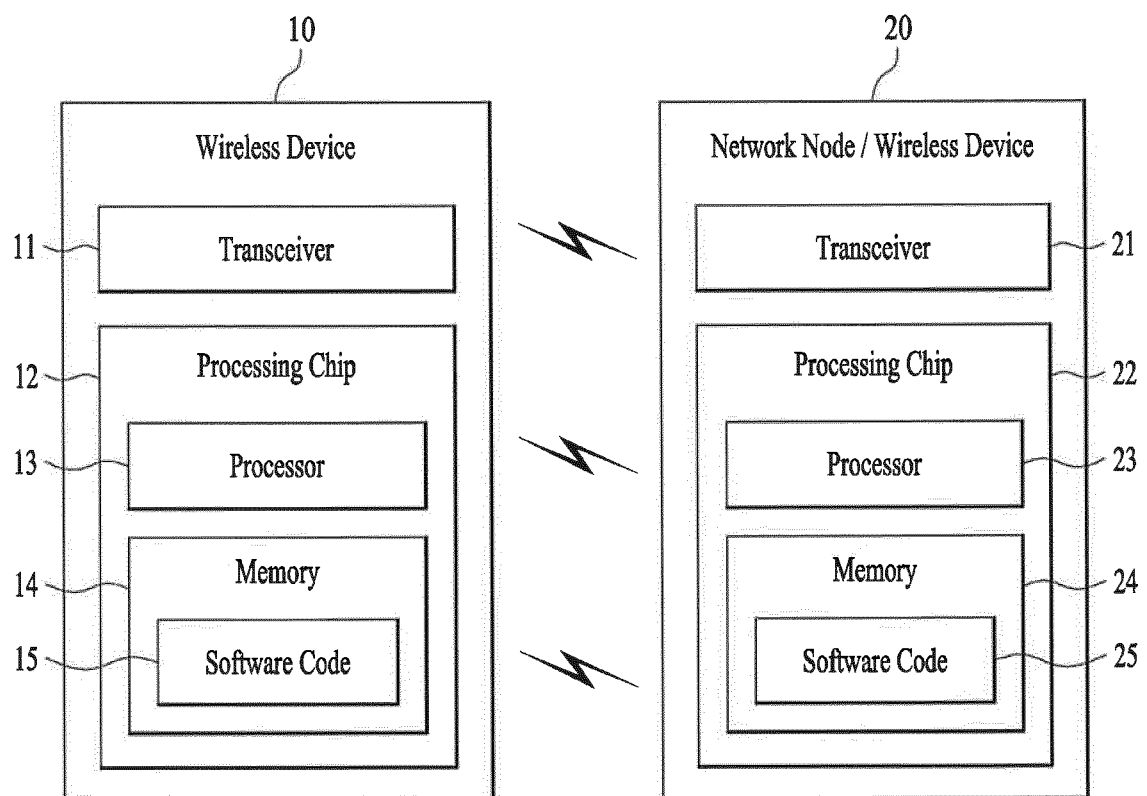 10
20
Wireless Device
Network Node / Wireless Device
11
Transceiver
Transceiver
21
12
Processing Chip
Processing Chip
22
13
Processor
Processor
23
14
Memory
Memory
24
15
Software Code
Software Code
25